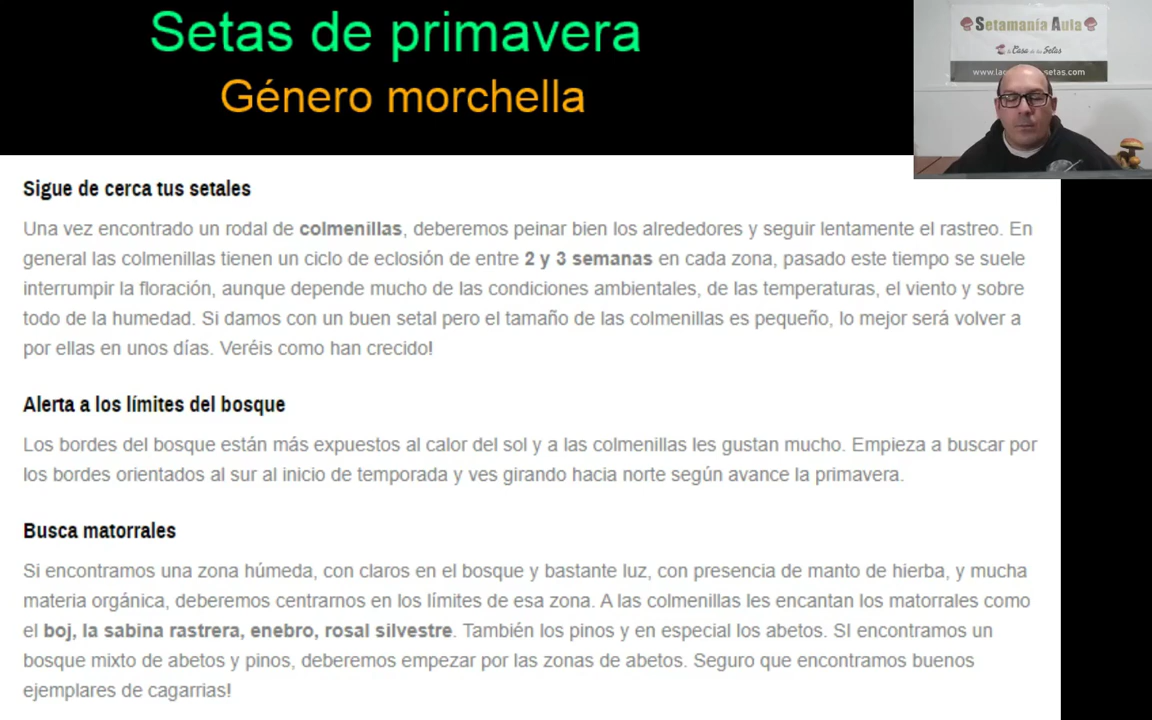 Setas de primavera
Género morchella
Setamanía Aula
la Casa de las Setas
Sigue de cerca tus setales
Una vez encontrado un rodal de colmenillas, deberemos peinar bien los alrededores y seguir lentamente el rastreo. En
general las colmenillas tienen un ciclo de eclosión de entre 2 y 3 semanas en cada zona, pasado este tiempo se suele
interrumpir la floración, aunque depende mucho de las condiciones ambientales, de las temperaturas, el viento y sobre
todo de la humedad. Si damos con un buen setal pero el tamaño de las colmenillas es pequeño, lo mejor será volver a
por ellas en unos días. Veréis como han crecido!
Alerta a los límites del bosque
Los bordes del bosque están más expuestos al calor del sol y a las colmenillas les gustan mucho. Empieza a buscar por
los bordes orientados al sur al inicio de temporada y ves girando hacia norte según avance la primavera.
Busca matorrales
Si encontramos una zona húmeda, con claros en el bosque y bastante luz, con presencia de manto de hierba, y mucha
materia orgánica, deberemos centrarnos en los límites de esa zona. A las colmenillas les encantan los matorrales como
el boj, la sabina rastrera, enebro, rosal silvestre. También los pinos y en especial los abetos. SI encontramos un
bosque mixto de abetos y pinos, deberemos empezar por las zonas de abetos. Seguro que encontramos buenos
ejemplares de cagarrias!